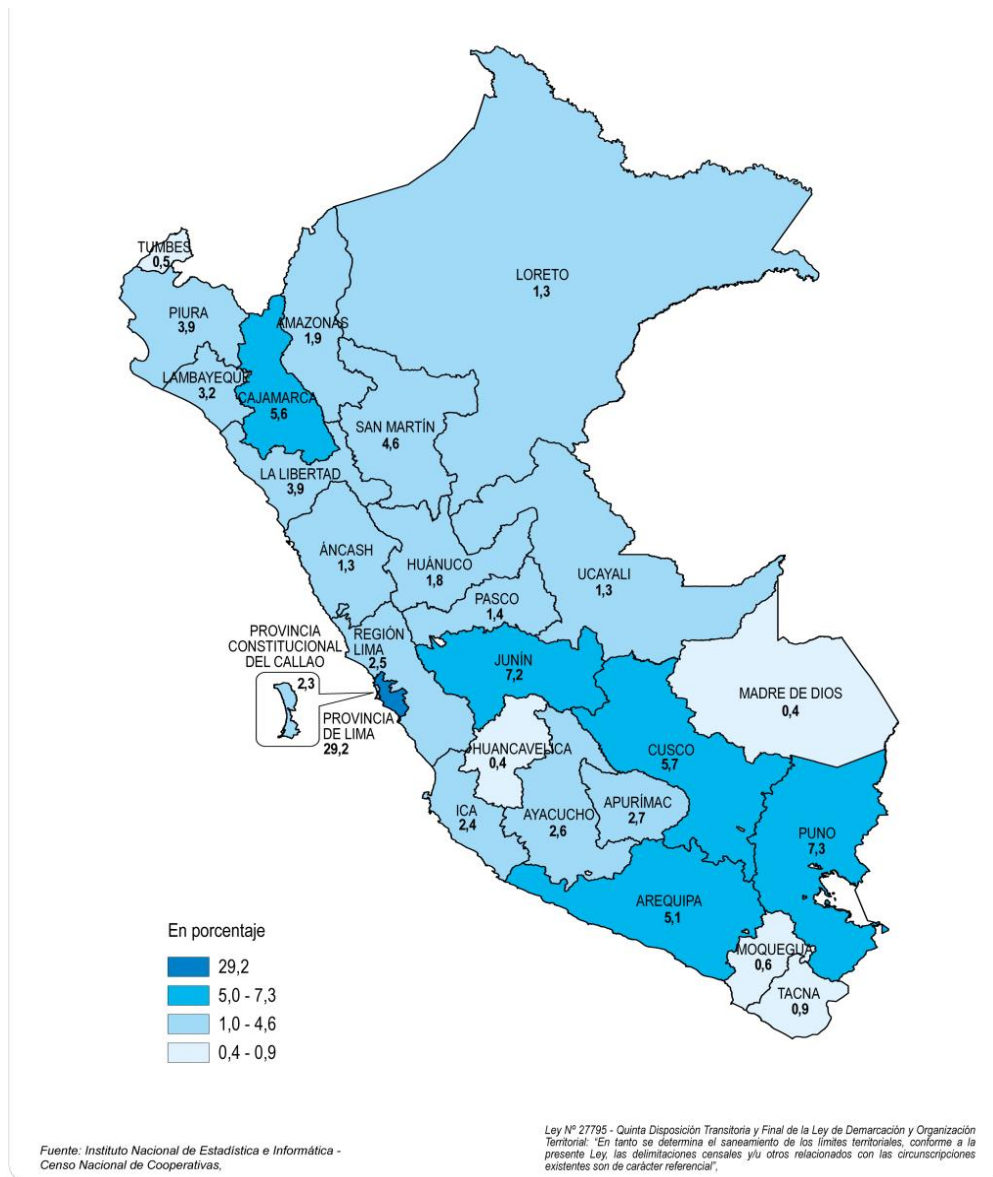 TUMBES
0,5
LORETO
1,3
PIURA
3,9
AMAZONAS
1,9
LAMBAYEQUE
3,2
CAJAMARCA
5,6
SAN MARTÍN
4,6
LA LIBERTAD
3,9
ÁNCASH
1,3
HUÁNUCO
1,8
UCAYALI
1,3
PASCO
1,4
PROVINCIA
CONSTITUCIONAL
DEL CALLAO
2,3
REGIÓN
LIMA
2,5
JUNÍN
7,2
MADRE DE DIOS
0,4
PROVINCIA
DE LIMA
29,2
HUANCAVELICA
0,4
CUSCO
5,7
ICA
2,4
AYACUCHO
2,6
APURÍMAC
2,7
PUNO
7,3
AREQUIPA
5,1
MOQUEGUA
0,6
TACNA
0,9
En porcentaje
29,2
5,0 - 7,3
1,0 - 4,6
0,4 - 0,9
Fuente: Instituto Nacional de Estadística e Informática -
Censo Nacional de Cooperativas,
Ley Nº 27795 - Quinta Disposición Transitoria y Final de la Ley de Demarcación y Organización
Territorial: "En tanto se determina el saneamiento de los límites territoriales, conforme a la
presente Ley, las delimitaciones censales y/u otros relacionados con las circunscripciones
existentes son de carácter referencial",